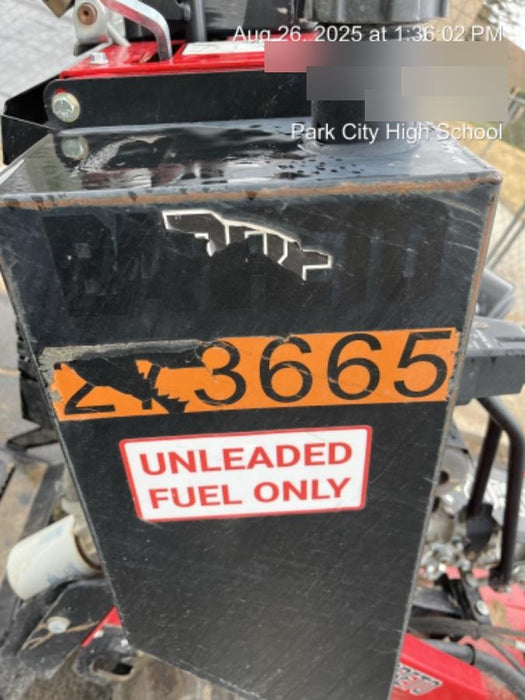 Aug 26, 2025 at 1:36:02 PM
Park City High School
3665
UNLEADED
FUEL ONLY